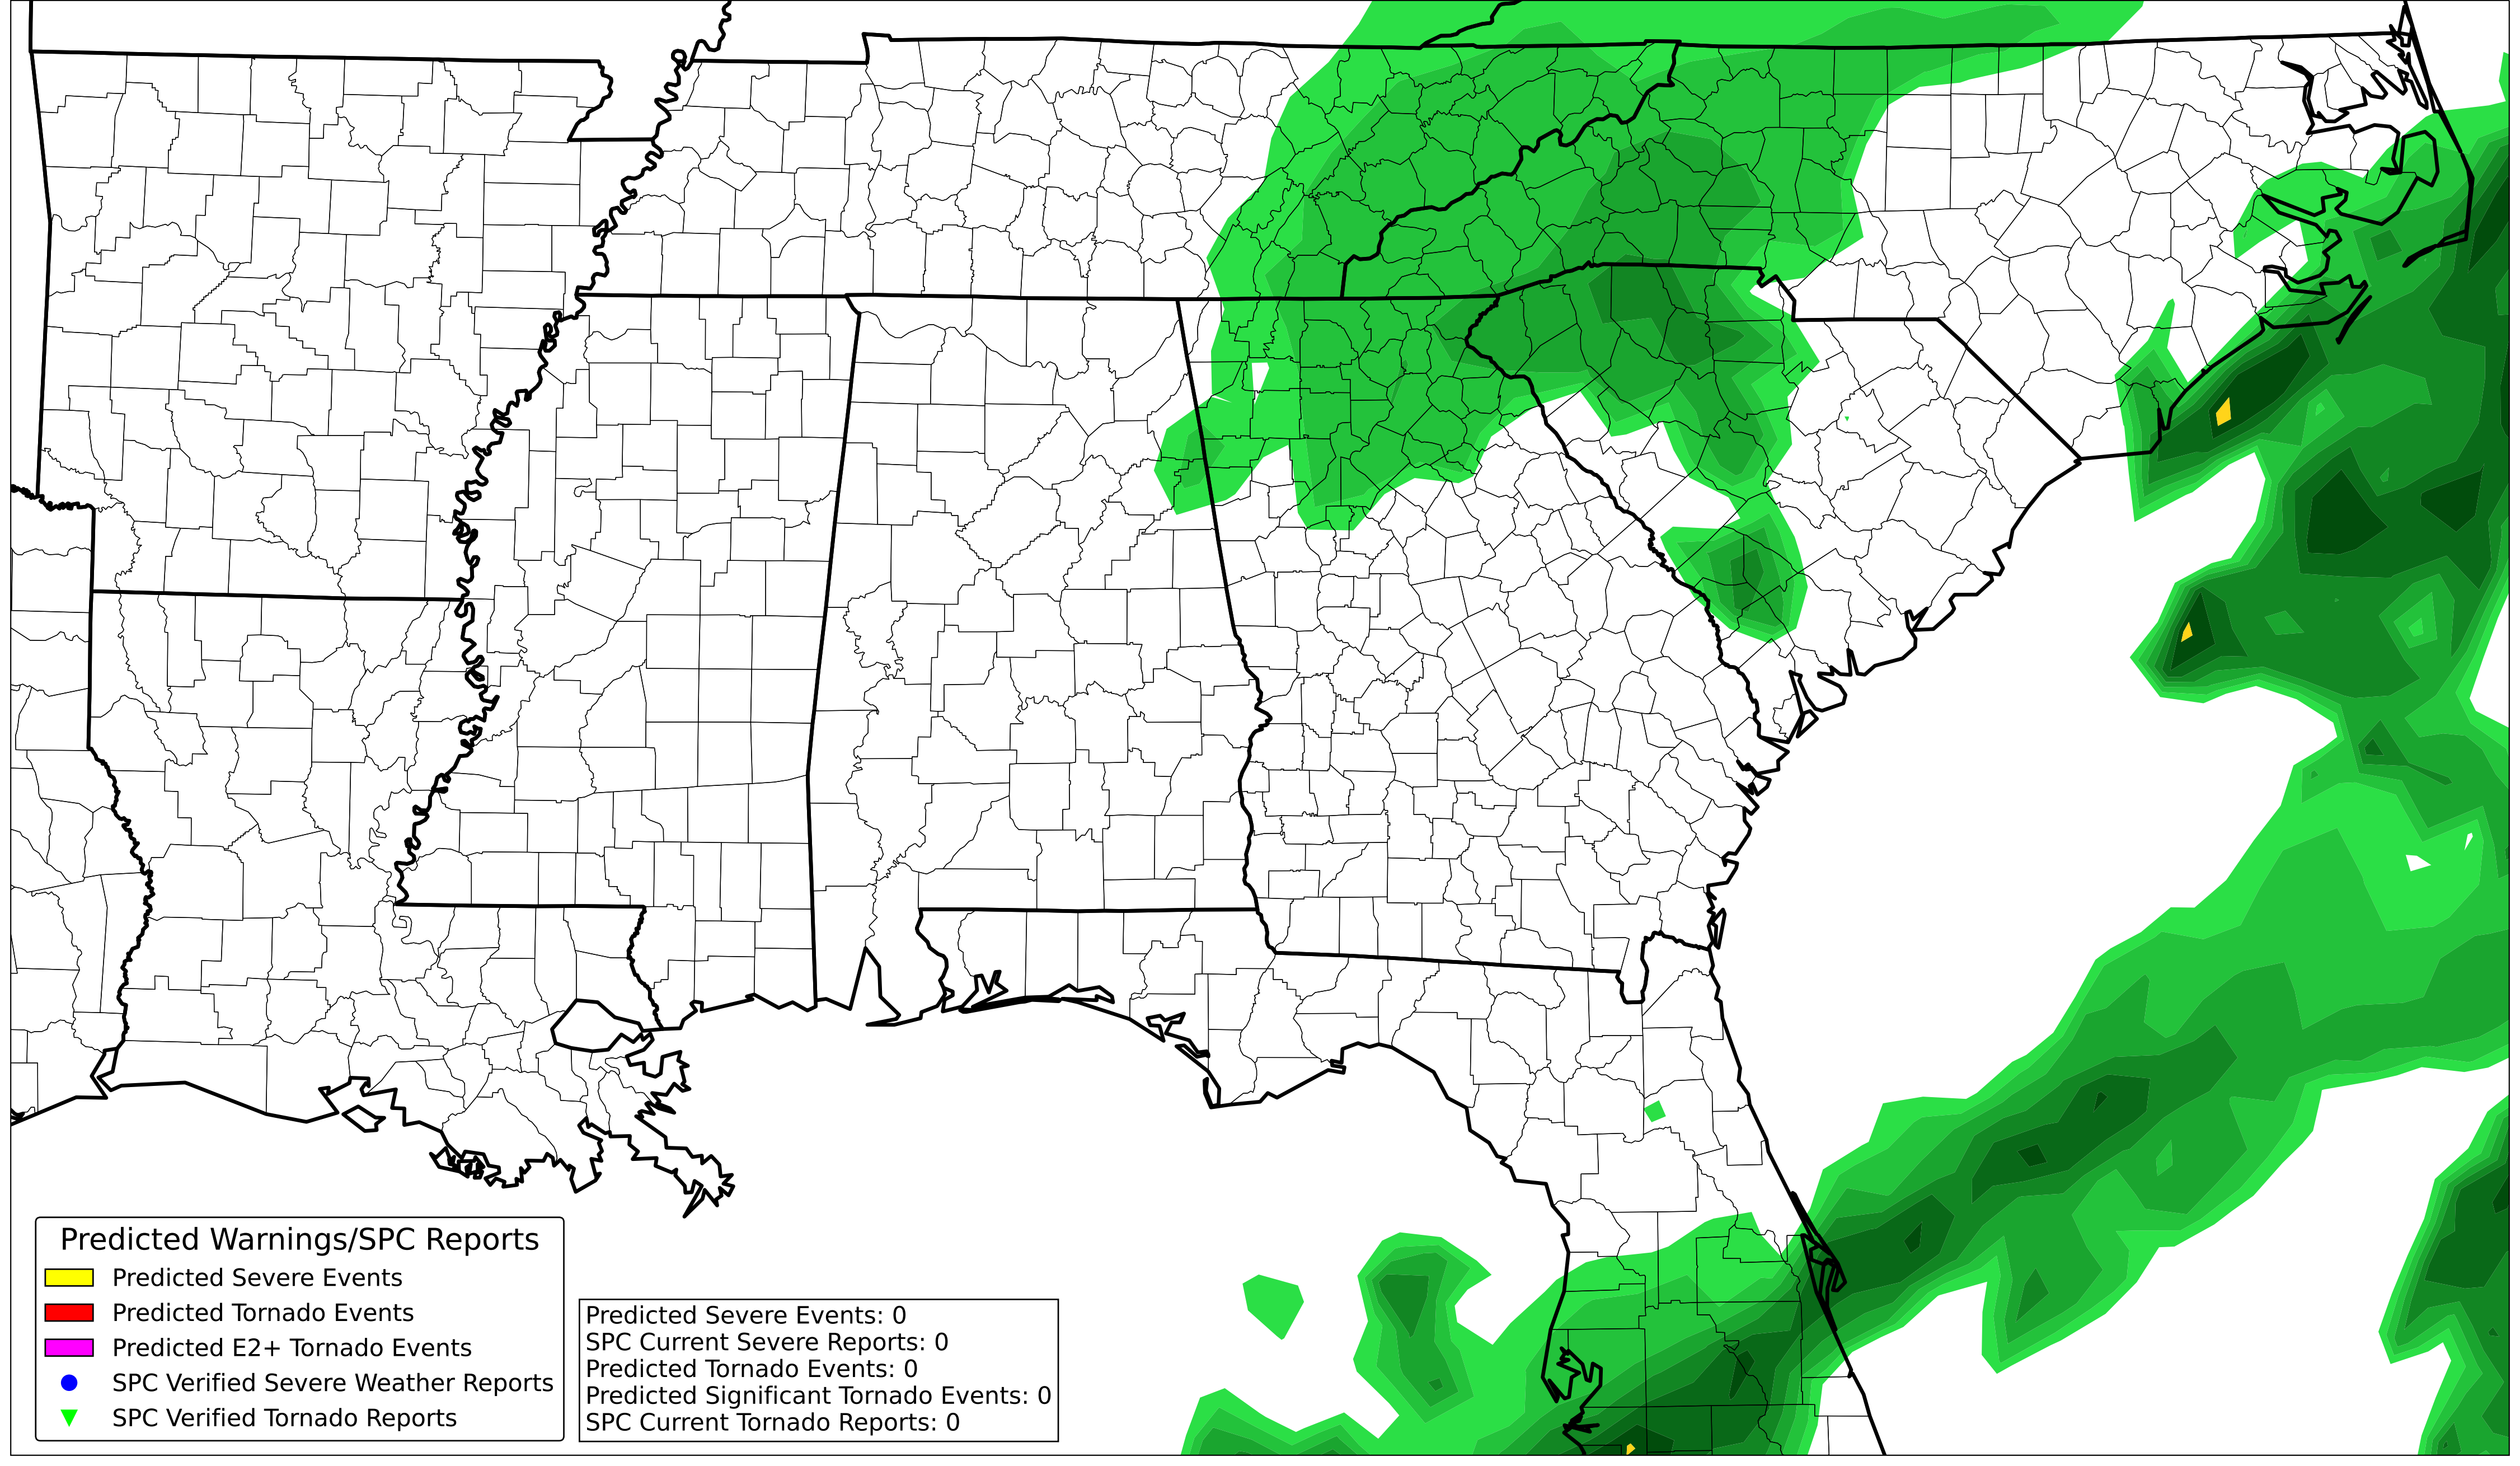 Predicted Warnings/SPC Reports
Predicted Severe Events
Predicted Tornado Events
Predicted E2+ Tornado Events
SPC Verified Severe Weather Reports
SPC Verified Tornado Reports
Predicted Severe Events: 0
SPC Current Severe Reports: 0
Predicted Tornado Events: 0
Predicted Significant Tornado Events: 0
SPC Current Tornado Reports: 0